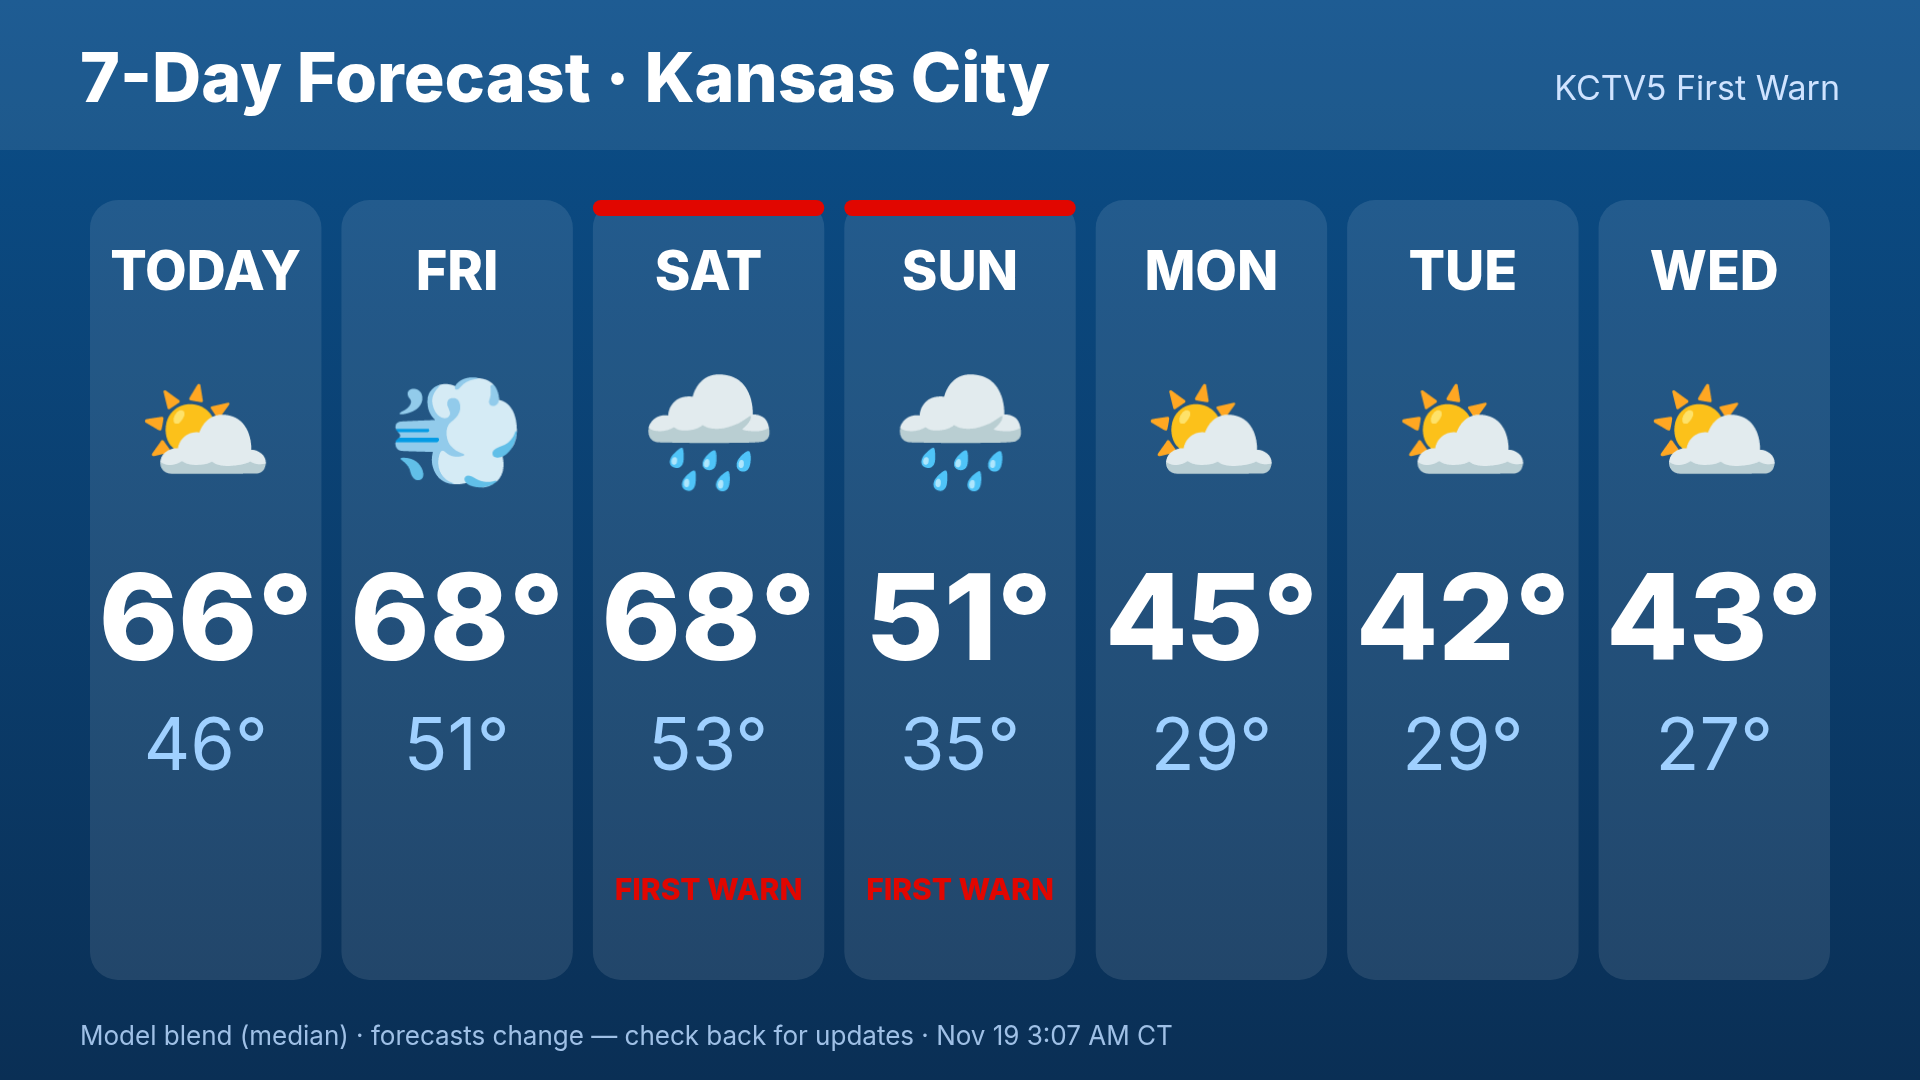 7-Day Forecast · Kansas City
KCTV5 First Warn
TODAY
66°
46°
FRI
68°
51°
SAT
68°
53°
FIRST WARN
SUN
51°
35°
FIRST WARN
MON
45°
29°
TUE
42°
29°
WED
43°
27°
Model blend (median) · forecasts change — check back for updates · Nov 19 3:07 AM CT